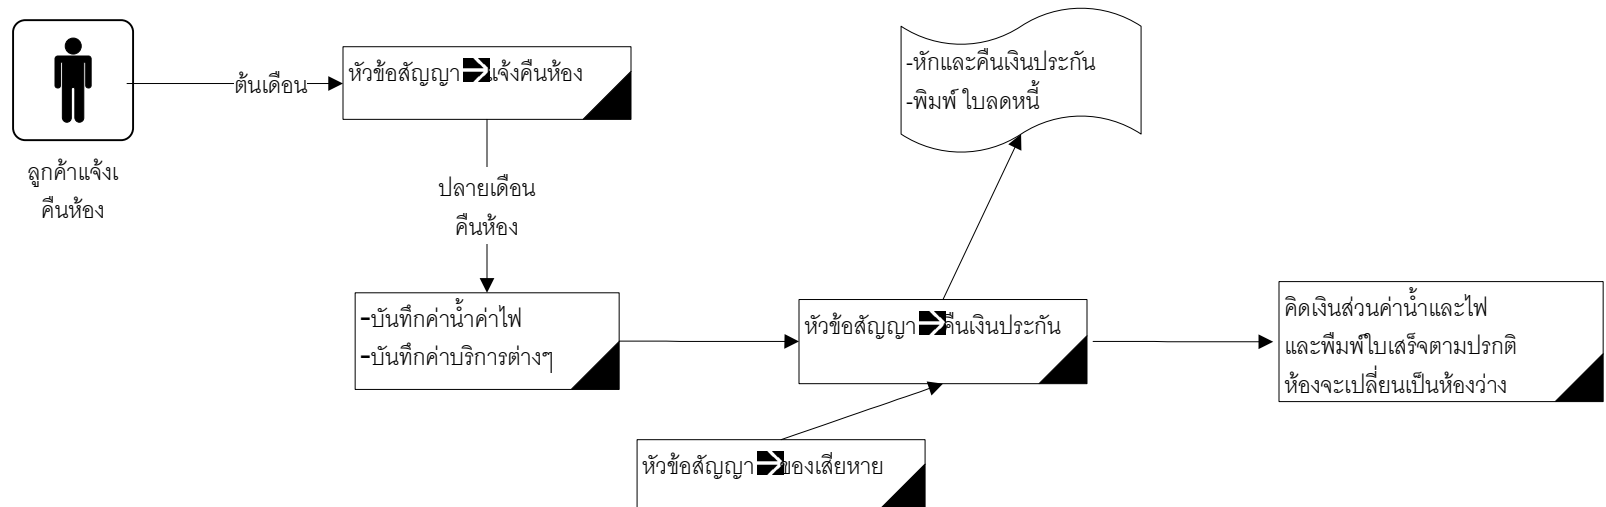 ลูกค้าแจ้งเ
คืนห้อง
ต้นเดือน
หัวข้อสัญญา → แจ้งคืนห้อง
ปลายเดือน
คืนห้อง
-บันทึกค่าน้ำค่าไฟ
-บันทึกค่าบริการต่างๆ
หัวข้อสัญญา → คืนเงินประกัน
หัวข้อสัญญา → ของเสียหาย
-หักและคืนเงินประกัน
-พิมพ์ ใบลดหนี้
คิดเงินส่วนค่าน้ำและไฟ
และพืมพ์ใบเสร็จตามปรกติ
ห้องจะเปลี่ยนเป็นห้องว่าง